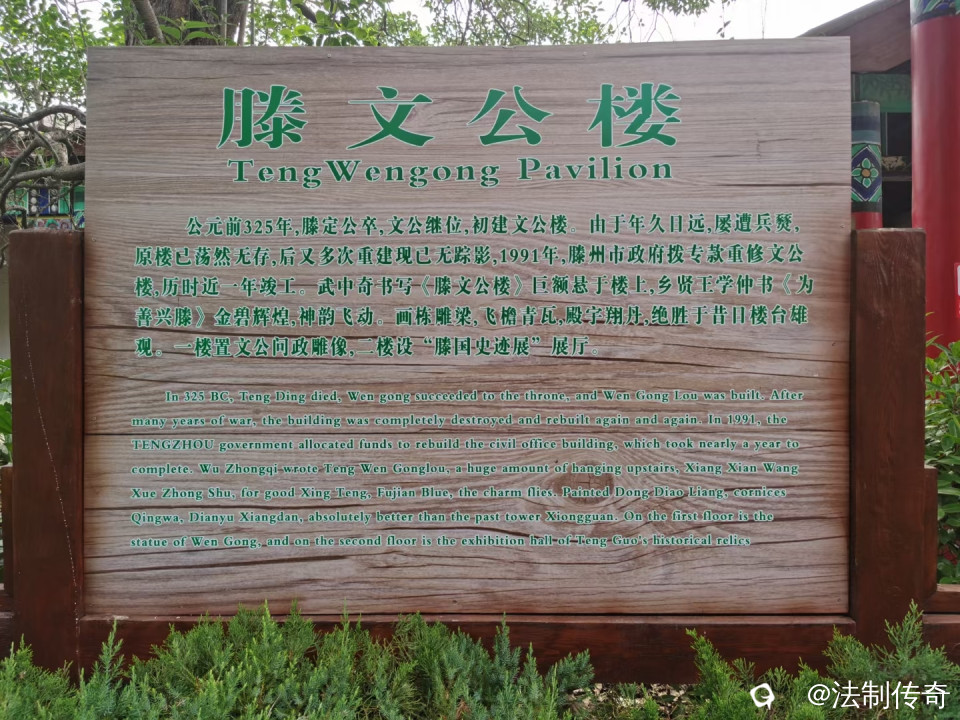 滕文公楼
TengWengong Pavilion
公元前325年,滕定公卒,文公继位,初建文公楼。由于年久日远,屡遭兵燹,
原楼已荡然无存,后又多次重建现已无踪影,1991年,滕州市政府拨专款重修文公
楼,历时近一年竣工。武中奇书写《滕文公楼》巨额悬于楼上,乡贤王学仲书《为
善兴滕》金碧辉煌,神韵飞动。画栋雕梁,飞檐青瓦,殿宇翔丹,绝胜于昔日楼台雄
观。一楼置文公问政雕像,二楼设“滕国史迹展”展厅。
In 325 BC, Teng Ding died, Wen gong succeeded to the throne, and Wen Gong Lou was built. After
many years of war, the building was completely destroyed and rebuilt again and again. In 1991, the
TENGZHOU government allocated funds to rebuild the civil office building, which took nearly a year to
complete. Wu Zhongqi wrote Teng Wen Gonglou, a huge amount of hanging upstairs, Xiang Xian Wang
Xue Zhong Shu, for good Xing Teng, Fujian Blue, the charm flies. Painted Dong Diao Liang, cornices
Qingwa, Dianyu Xiangdan, absolutely better than the past tower Xiongguan. On the first floor is the
statue of Wen Gong, and on the second floor is the exhibition hall of Teng Guo's historical relics
@法制传奇